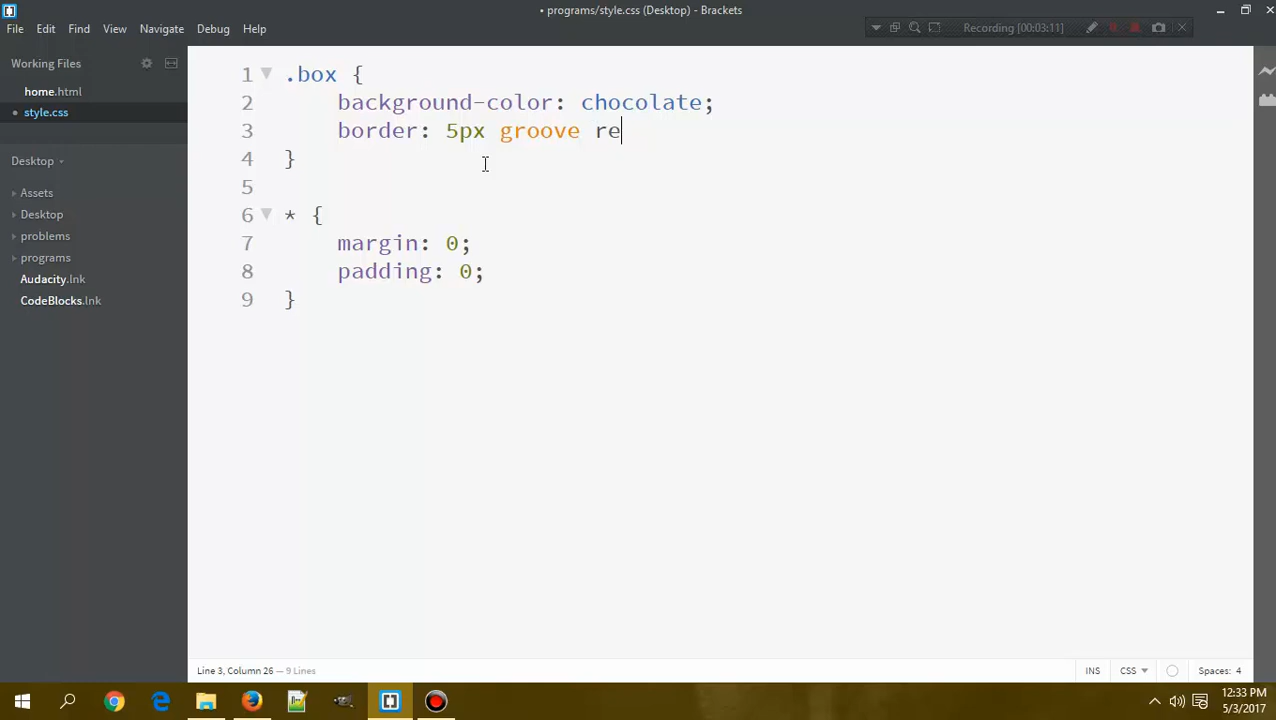 • programs/style.css (Desktop) - Brackets
File Edit Find View Navigate Debug Help
Recording [00:03:11]
Working Files
home.html
• style.css
Desktop
Assets
Desktop
problems
programs
Audacity.lnk
CodeBlocks.lnk
1 .box {
2 background-color: chocolate;
3 border: 5px groove re
4 }
5
6 * {
7 margin: 0;
8 padding: 0;
9 }
Line 3, Column 26 — 9 Lines
INS CSS Spaces: 4
12:33 PM
5/3/2017